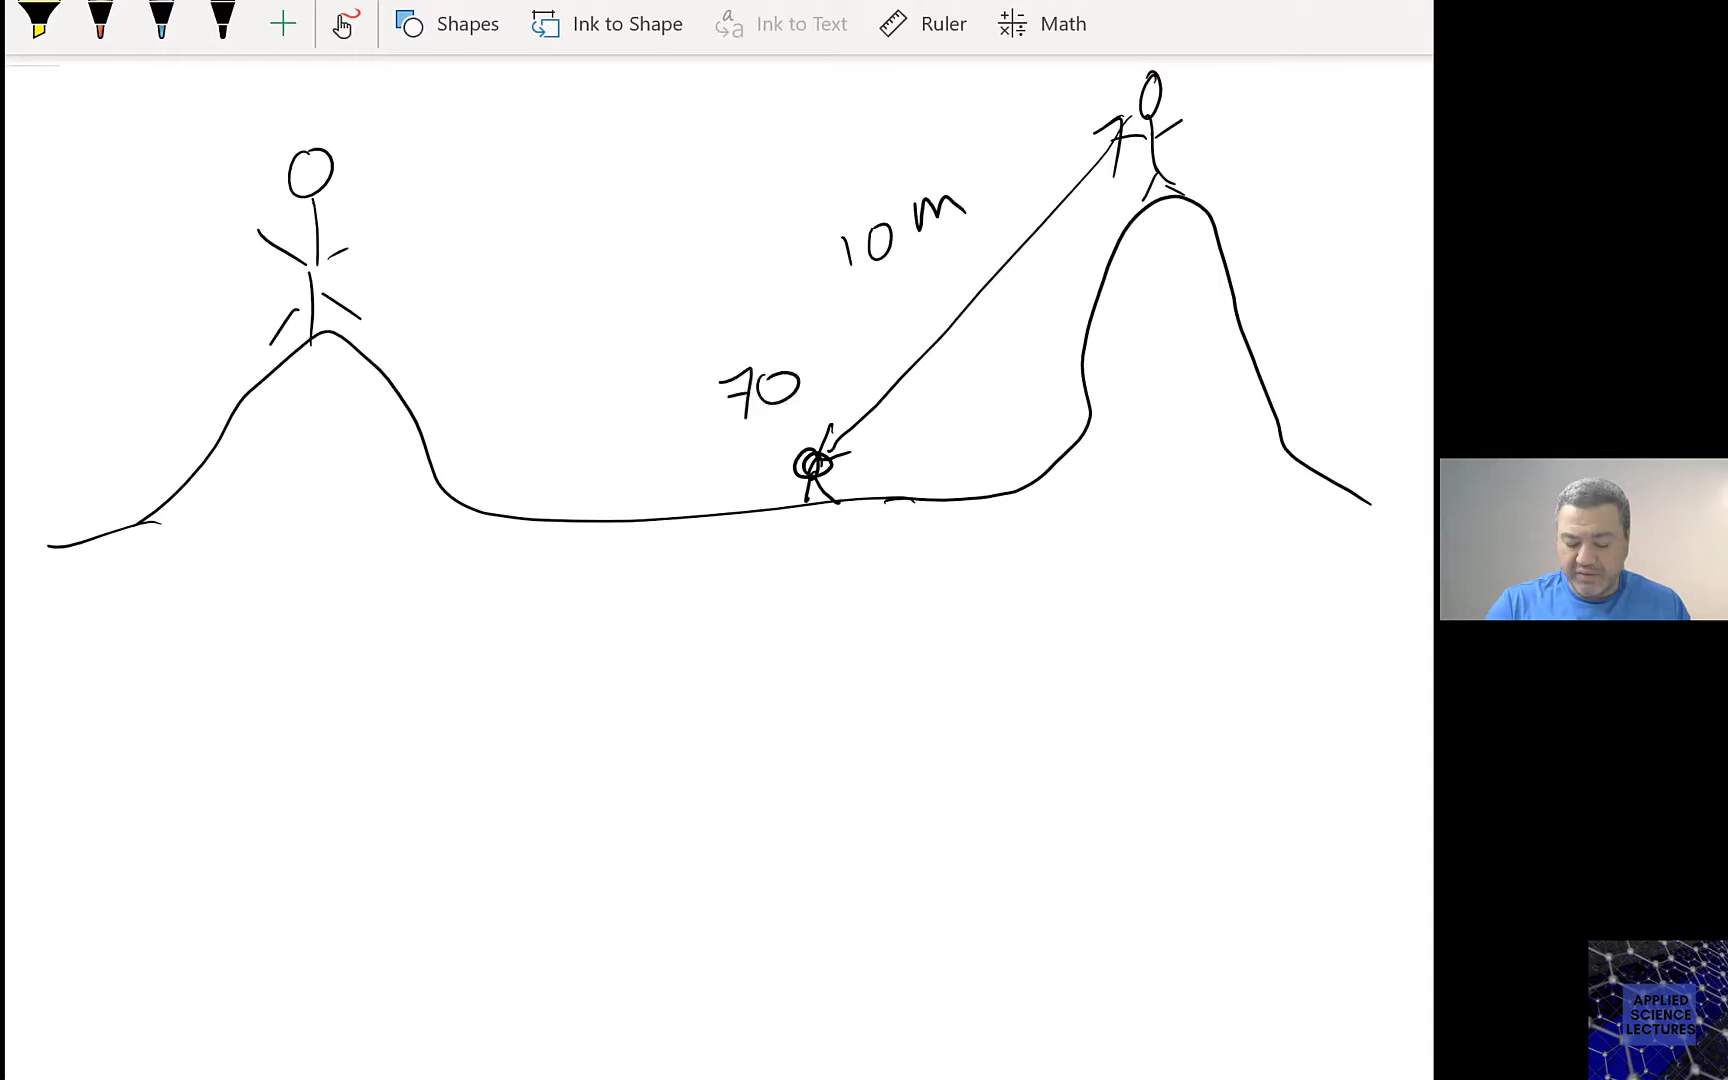 Shapes
Ink to Shape
Ink to Text
Ruler
Math
10 m
70
APPLIED
SCIENCE
LECTURES